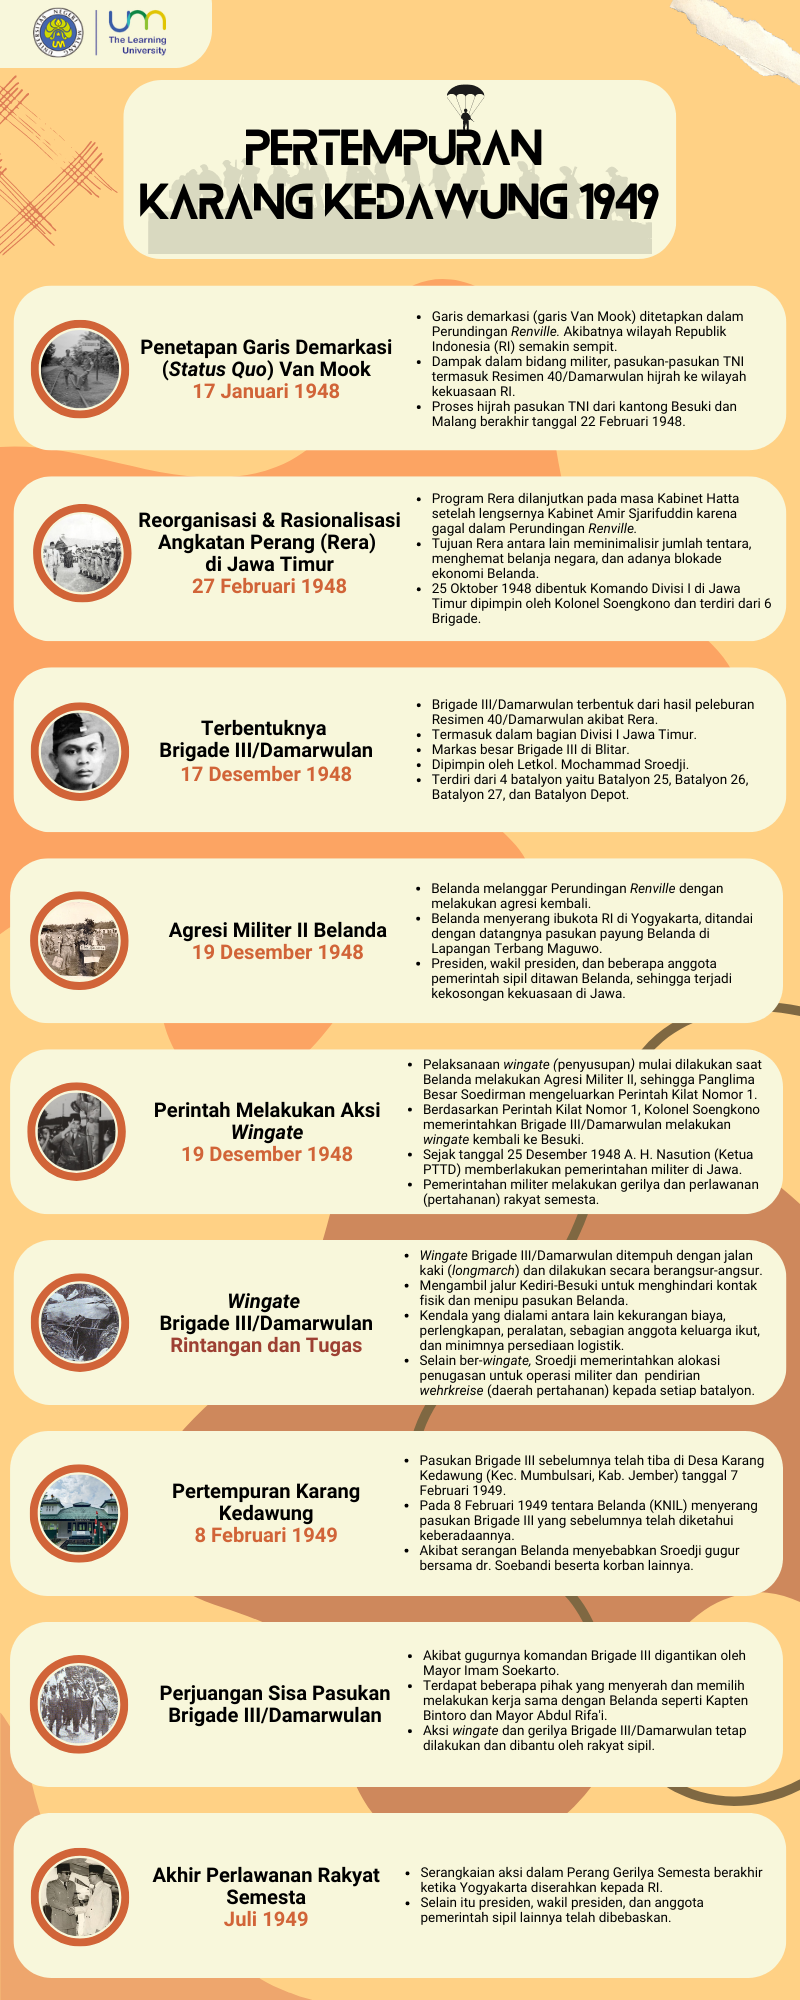 UNIVERSITAS NEGERI MALANG
UM
um
The Learning
University
PERTEMPURAN
KARANG KEDAWUNG 1949
Penetapan Garis Demarkasi
(Status Quo) Van Mook
17 Januari 1948
• Garis demarkasi (garis Van Mook) ditetapkan dalam
Perundingan Renville. Akibatnya wilayah Republik
Indonesia (RI) semakin sempit.
• Dampak dalam bidang militer, pasukan-pasukan TNI
termasuk Resimen 40/Damarwulan hijrah ke wilayah
kekuasaan RI.
• Proses hijrah pasukan TNI dari kantong Besuki dan
Malang berakhir tanggal 22 Februari 1948.
Reorganisasi & Rasionalisasi
Angkatan Perang (Rera)
di Jawa Timur
27 Februari 1948
• Program Rera dilanjutkan pada masa Kabinet Hatta
setelah lengsernya Kabinet Amir Sjarifuddin karena
gagal dalam Perundingan Renville.
• Tujuan Rera antara lain meminimalisir jumlah tentara,
menghemat belanja negara, dan adanya blokade
ekonomi Belanda.
• 25 Oktober 1948 dibentuk Komando Divisi I di Jawa
Timur dipimpin oleh Kolonel Soengkono dan terdiri dari 6
Brigade.
Terbentuknya
Brigade III/Damarwulan
17 Desember 1948
• Brigade III/Damarwulan terbentuk dari hasil peleburan
Resimen 40/Damarwulan akibat Rera.
• Termasuk dalam bagian Divisi I Jawa Timur.
• Markas besar Brigade III di Blitar.
• Dipimpin oleh Letkol. Mochammad Sroedji.
• Terdiri dari 4 batalyon yaitu Batalyon 25, Batalyon 26,
Batalyon 27, dan Batalyon Depot.
Agresi Militer II Belanda
19 Desember 1948
• Belanda melanggar Perundingan Renville dengan
melakukan agresi kembali.
• Belanda menyerang ibukota RI di Yogyakarta, ditandai
dengan datangnya pasukan payung Belanda di
Lapangan Terbang Maguwo.
• Presiden, wakil presiden, dan beberapa anggota
pemerintah sipil ditawan Belanda, sehingga terjadi
kekosongan kekuasaan di Jawa.
Perintah Melakukan Aksi
Wingate
19 Desember 1948
• Pelaksanaan wingate (penyusupan) mulai dilakukan saat
Belanda melakukan Agresi Militer II, sehingga Panglima
Besar Soedirman mengeluarkan Perintah Kilat Nomor 1.
• Berdasarkan Perintah Kilat Nomor 1, Kolonel Soengkono
memerintahkan Brigade III/Damarwulan melakukan
wingate kembali ke Besuki.
• Sejak tanggal 25 Desember 1948 A. H. Nasution (Ketua
PTTD) memberlakukan pemerintahan militer di Jawa.
• Pemerintahan militer melakukan gerilya dan perlawanan
(pertahanan) rakyat semesta.
Wingate
Brigade III/Damarwulan
Rintangan dan Tugas
• Wingate Brigade III/Damarwulan ditempuh dengan jalan
kaki (longmarch) dan dilakukan secara berangsur-angsur.
• Mengambil jalur Kediri-Besuki untuk menghindari kontak
fisik dan menipu pasukan Belanda.
• Kendala yang dialami antara lain kekurangan biaya,
perlengkapan, peralatan, sebagian anggota keluarga ikut,
dan minimnya persediaan logistik.
• Selain ber-wingate, Sroedji memerintahkan alokasi
penugasan untuk operasi militer dan pendirian
wehrkreise (daerah pertahanan) kepada setiap batalyon.
Pertempuran Karang
Kedawung
8 Februari 1949
• Pasukan Brigade III sebelumnya telah tiba di Desa Karang
Kedawung (Kec. Mumbulsari, Kab. Jember) tanggal 7
Februari 1949.
• Pada 8 Februari 1949 tentara Belanda (KNIL) menyerang
pasukan Brigade III yang sebelumnya telah diketahui
keberadaannya.
• Akibat serangan Belanda menyebabkan Sroedji gugur
bersama dr. Soebandi beserta korban lainnya.
Perjuangan Sisa Pasukan
Brigade III/Damarwulan
• Akibat gugurnya komandan Brigade III digantikan oleh
Mayor Imam Soekarto.
• Terdapat beberapa pihak yang menyerah dan memilih
melakukan kerja sama dengan Belanda seperti Kapten
Bintoro dan Mayor Abdul Rifa'i.
• Aksi wingate dan gerilya Brigade III/Damarwulan tetap
dilakukan dan dibantu oleh rakyat sipil.
Akhir Perlawanan Rakyat
Semesta
Juli 1949
• Serangkaian aksi dalam Perang Gerilya Semesta berakhir
ketika Yogyakarta diserahkan kepada RI.
• Selain itu presiden, wakil presiden, dan anggota
pemerintah sipil lainnya telah dibebaskan.